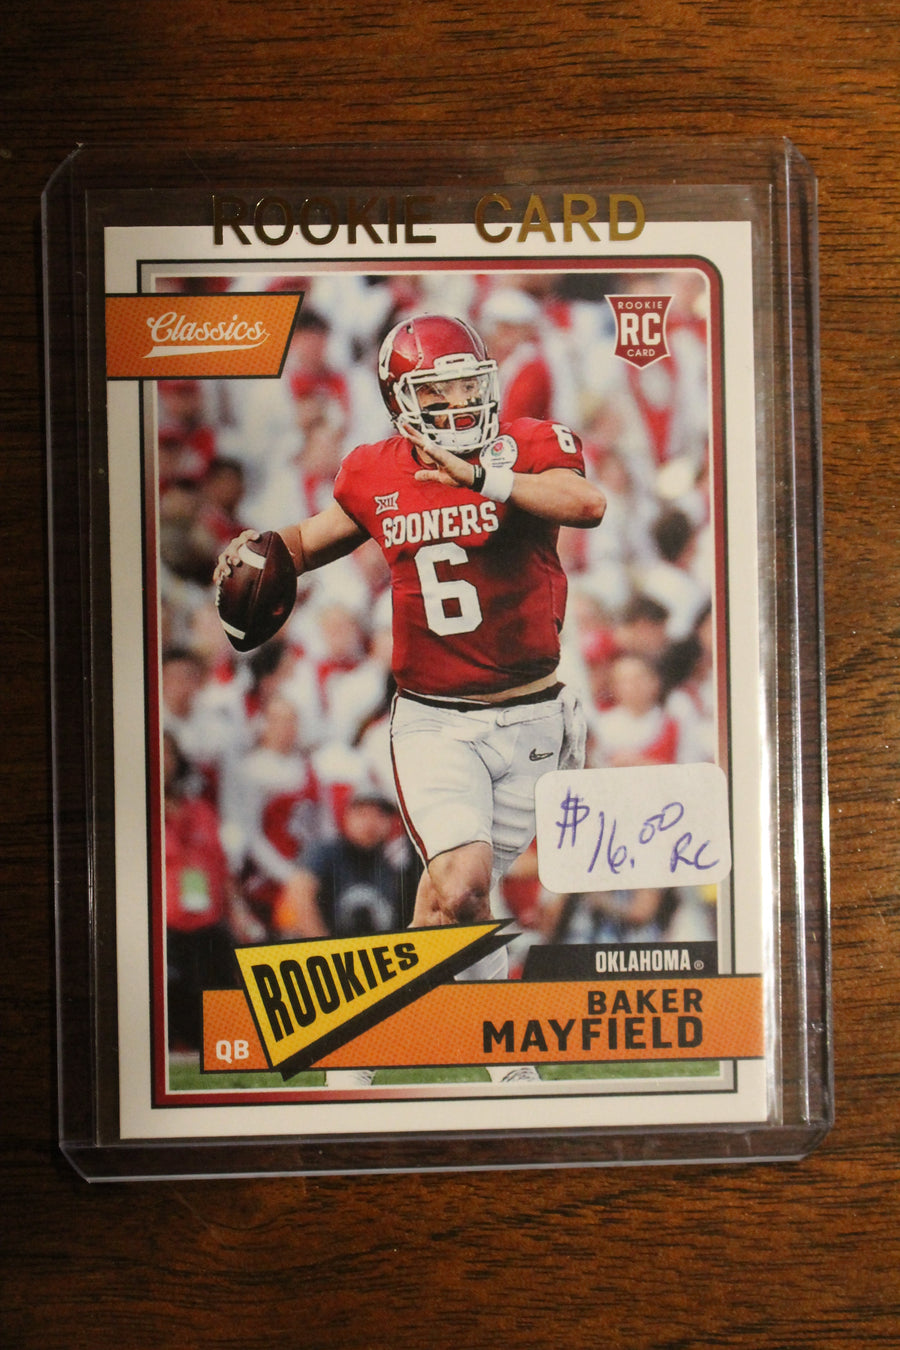 ROOKIE CARD
Classics
ROOKIE
RC
CARD
6
XII
SOONERS
6
$16.00
RC
ROOKIES
OKLAHOMA®
BAKER
MAYFIELD
QB